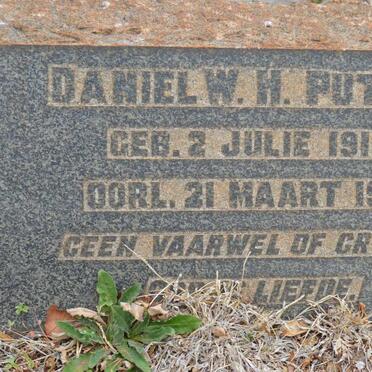 DANIEL W. H. PUT
GEB. 2 JULIE 191
OORL. 21 MAART 19
GEEN VAARWEL OF GR
LIEFDE